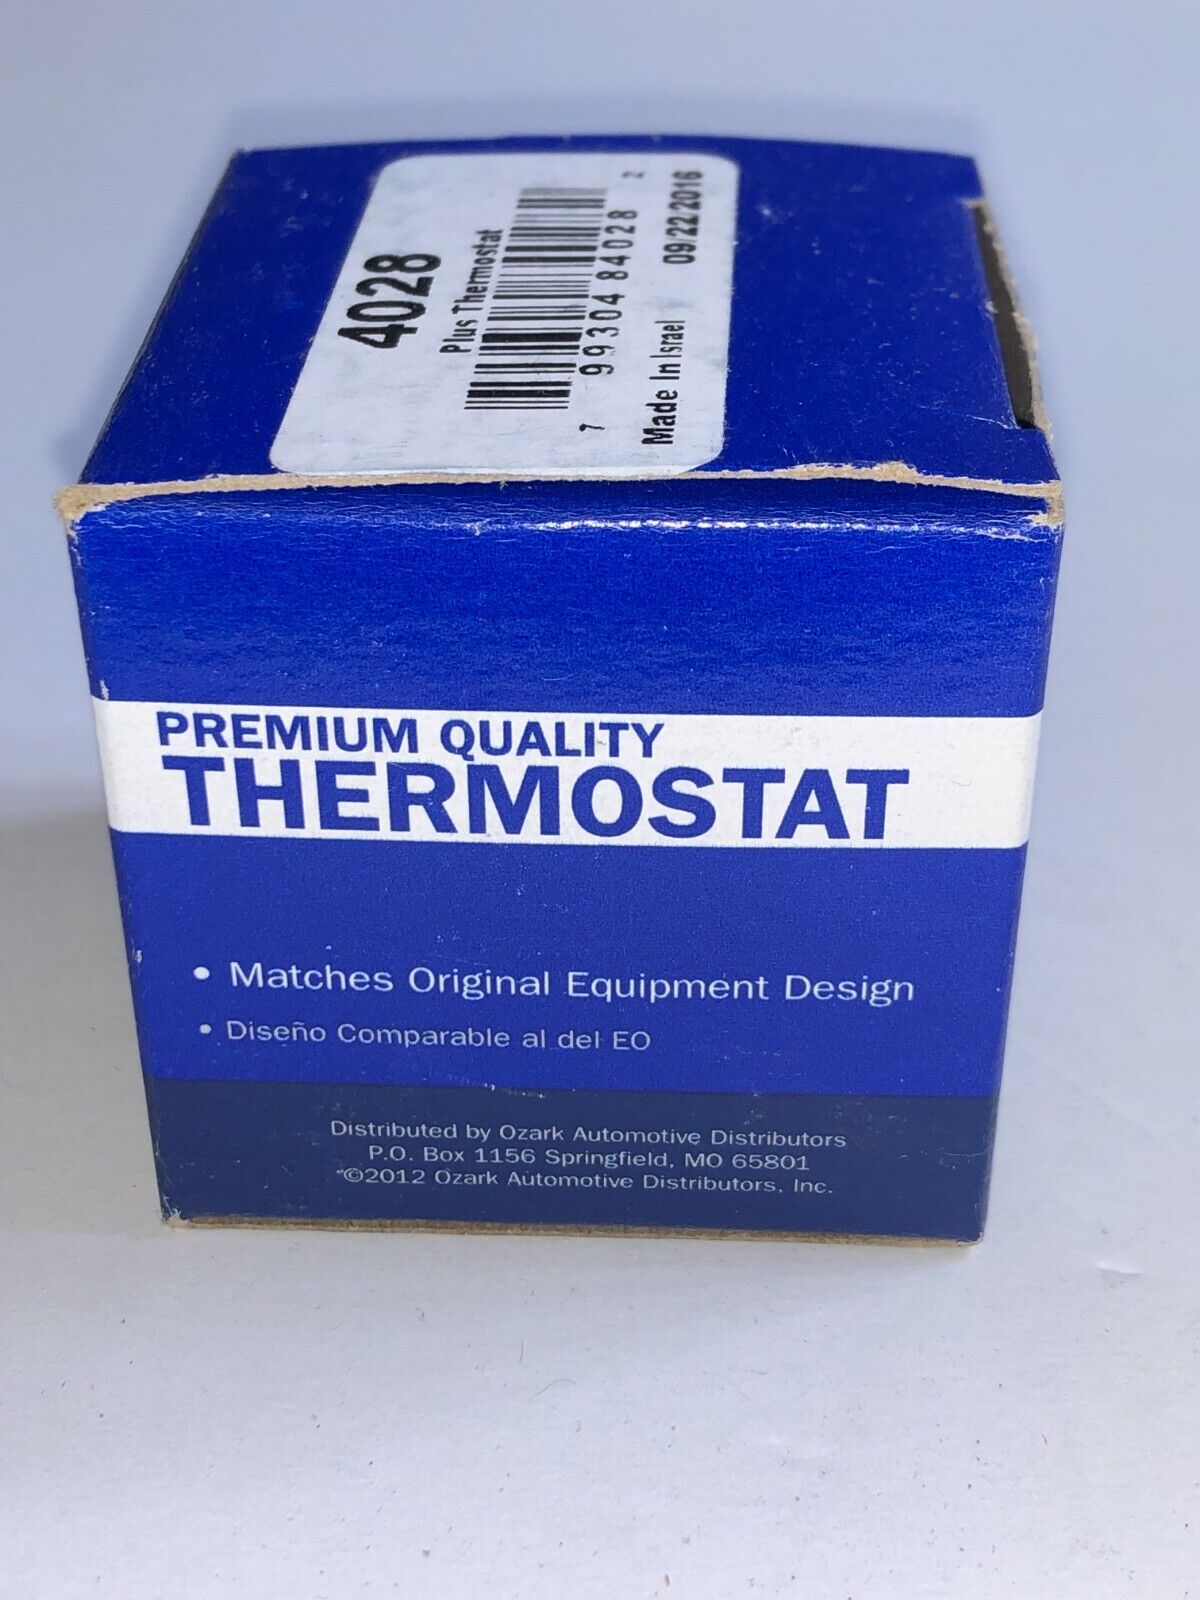 4028
Plus Thermostat
7 99304 84028 2
Made In Israel 09/22 2016
PREMIUM QUALITY
THERMOSTAT
• Matches Original Equipment Design
• Diseño Comparable al del EO
Distributed by Ozark Automotive Distributors
P.O. Box 1156 Springfield, MO 65801
©2012 Ozark Automotive Distributors, Inc.